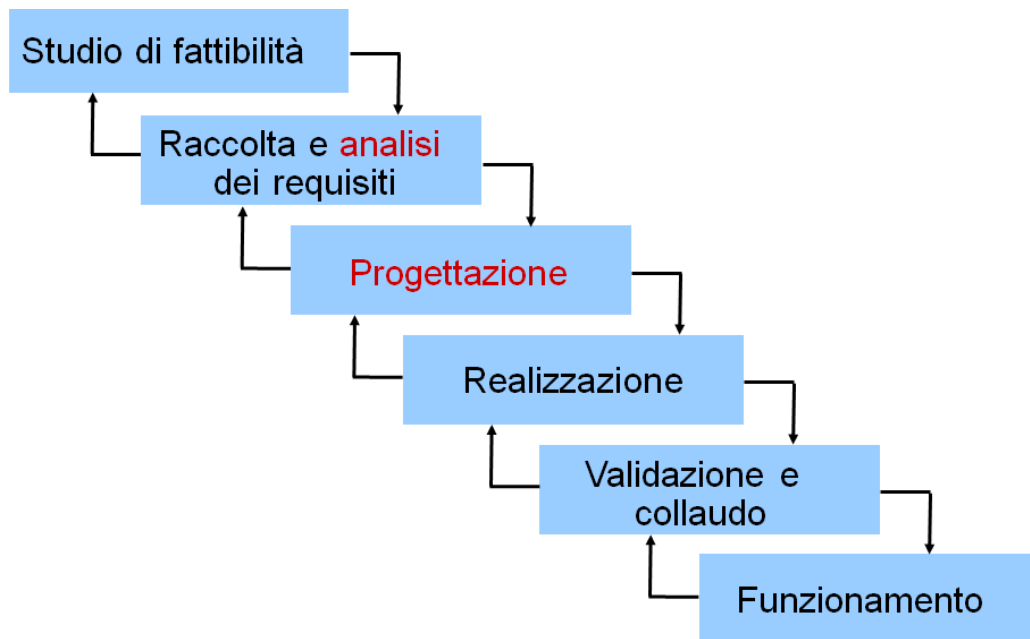 Studio di fattibilità
Raccolta e analisi
dei requisiti
Progettazione
Realizzazione
Validazione e
collaudo
Funzionamento